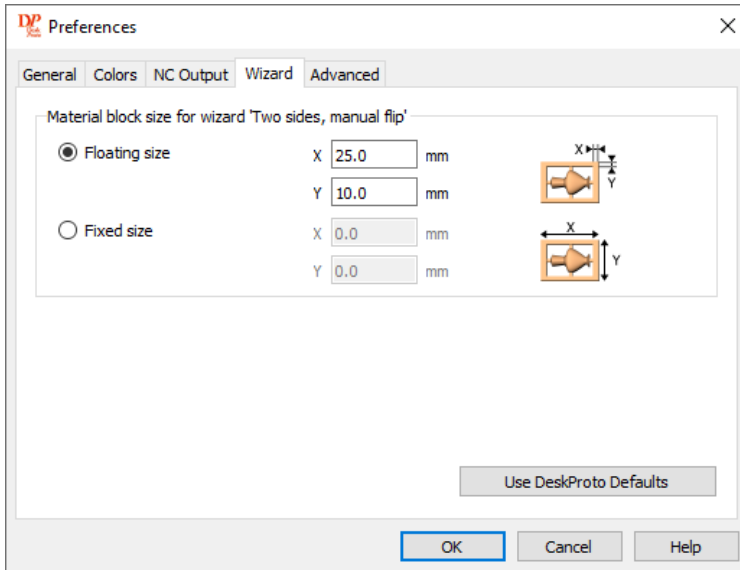 DP Preferences
General Colors NC Output Wizard Advanced
Material block size for wizard 'Two sides, manual flip'
Floating size X 25.0 mm X
Y 10.0 mm Y
Fixed size X 0.0 mm X
Y 0.0 mm Y
Use DeskProto Defaults
OK Cancel Help